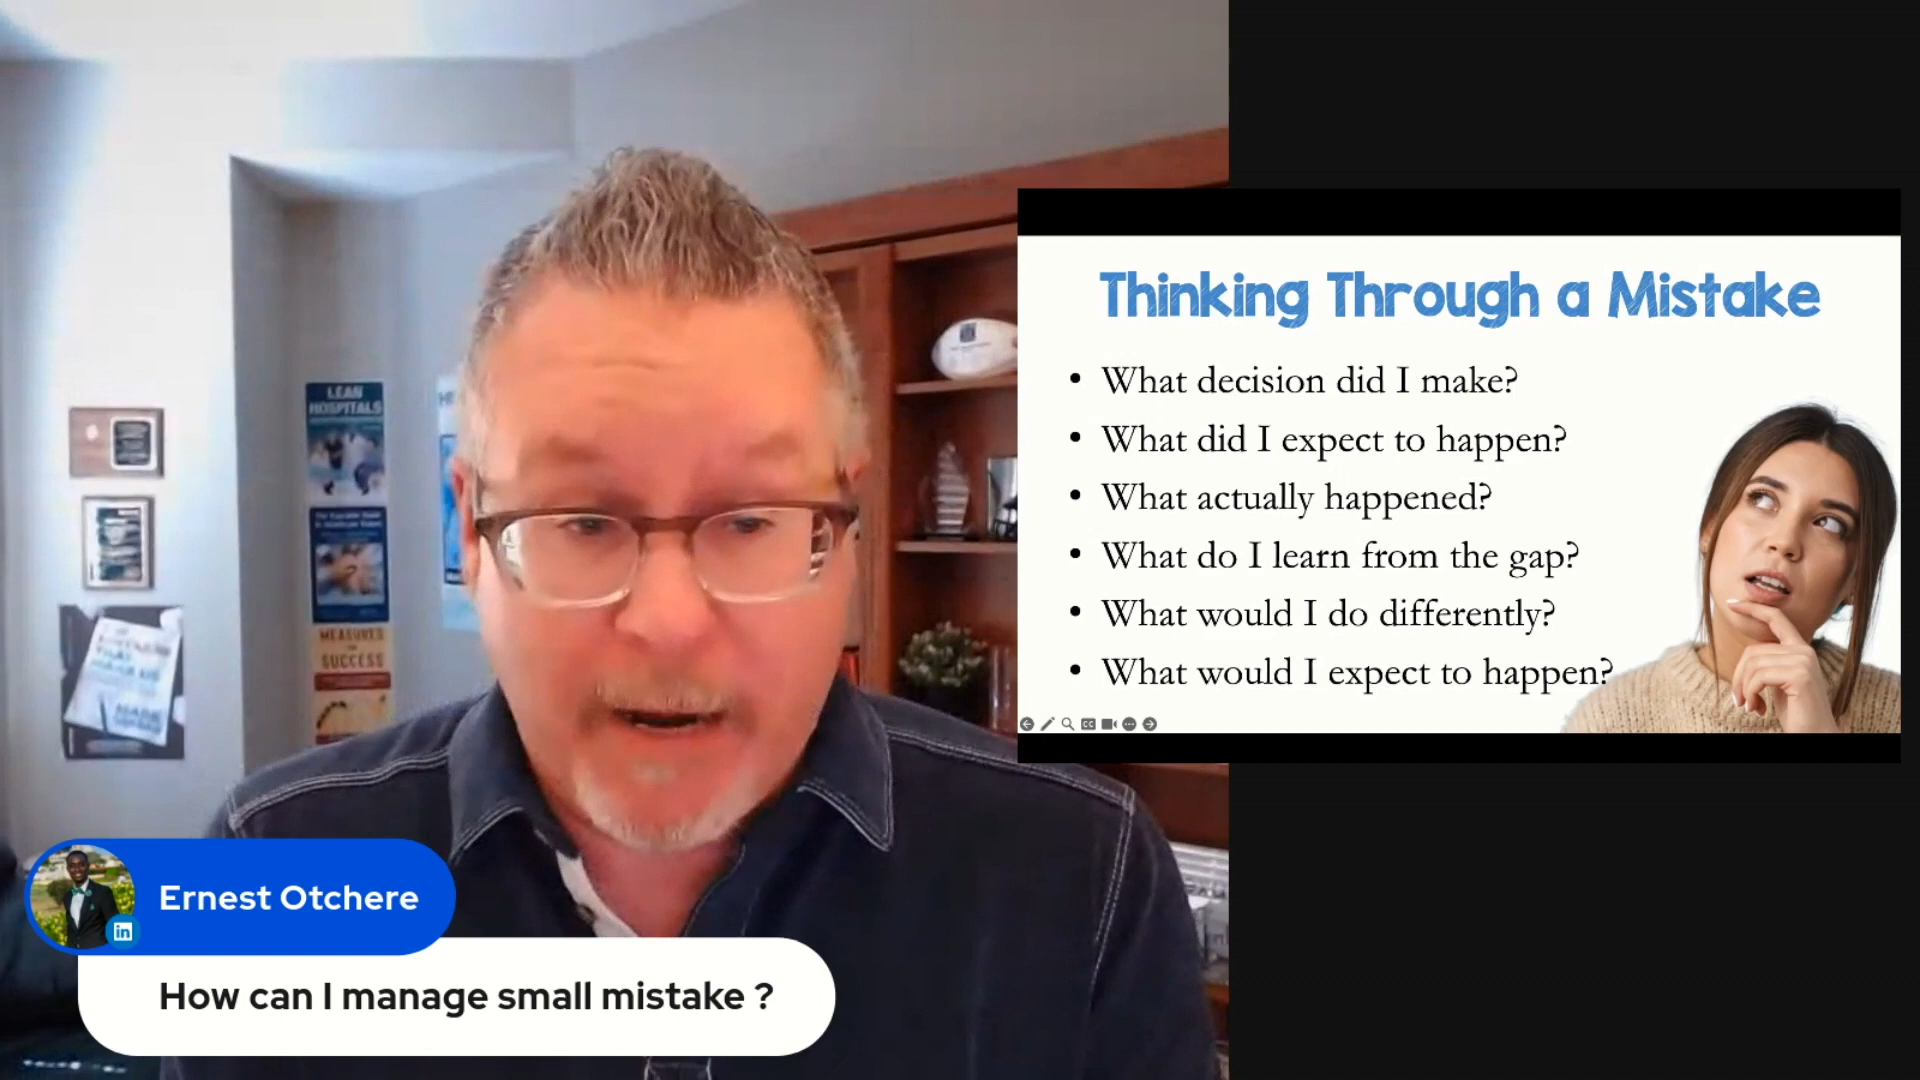 Thinking Through a Mistake
• What decision did I make?
• What did I expect to happen?
• What actually happened?
• What do I learn from the gap?
• What would I do differently?
• What would I expect to happen?
LEAN
HOSPITALS
MEASURES
SUCCESS
Ernest Otchere
in
How can I manage small mistake ?